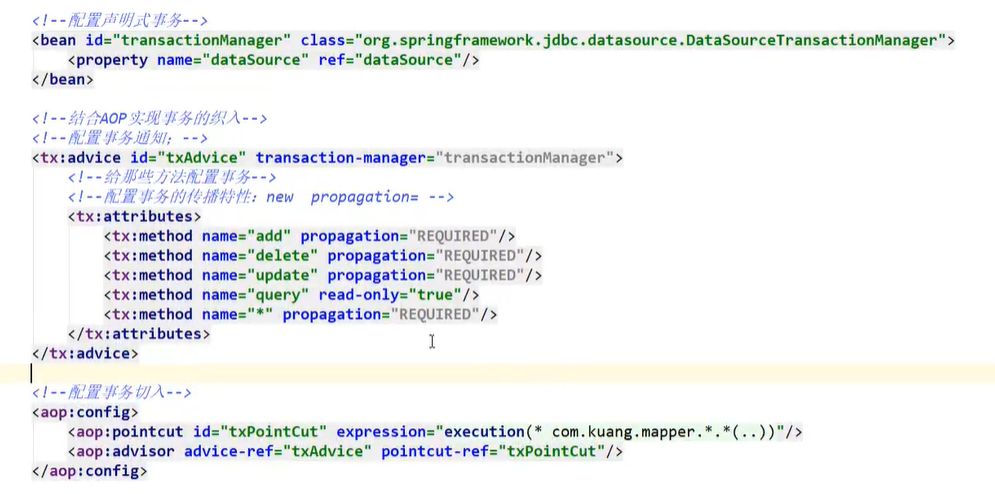 <!--配置声明式事务-->
<bean id="transactionManager" class="org.springframework.jdbc.datasource.DataSourceTransactionManager">
    <property name="dataSource" ref="dataSource"/>
</bean>
<!--结合AOP实现事务的织入-->
<!--配置事务通知；-->
<tx:advice id="txAdvice" transaction-manager="transactionManager">
    <!--给那些方法配置事务-->
    <!--配置事务的传播特性：new  propagation= -->
    <tx:attributes>
        <tx:method name="add" propagation="REQUIRED"/>
        <tx:method name="delete" propagation="REQUIRED"/>
        <tx:method name="update" propagation="REQUIRED"/>
        <tx:method name="query" read-only="true"/>
        <tx:method name="*" propagation="REQUIRED"/>
    </tx:attributes>
</tx:advice>
<!--配置事务切入-->
<aop:config>
    <aop:pointcut id="txPointCut" expression="execution(* com.kuang.mapper.*.*(..))"/>
    <aop:advisor advice-ref="txAdvice" pointcut-ref="txPointCut"/>
</aop:config>